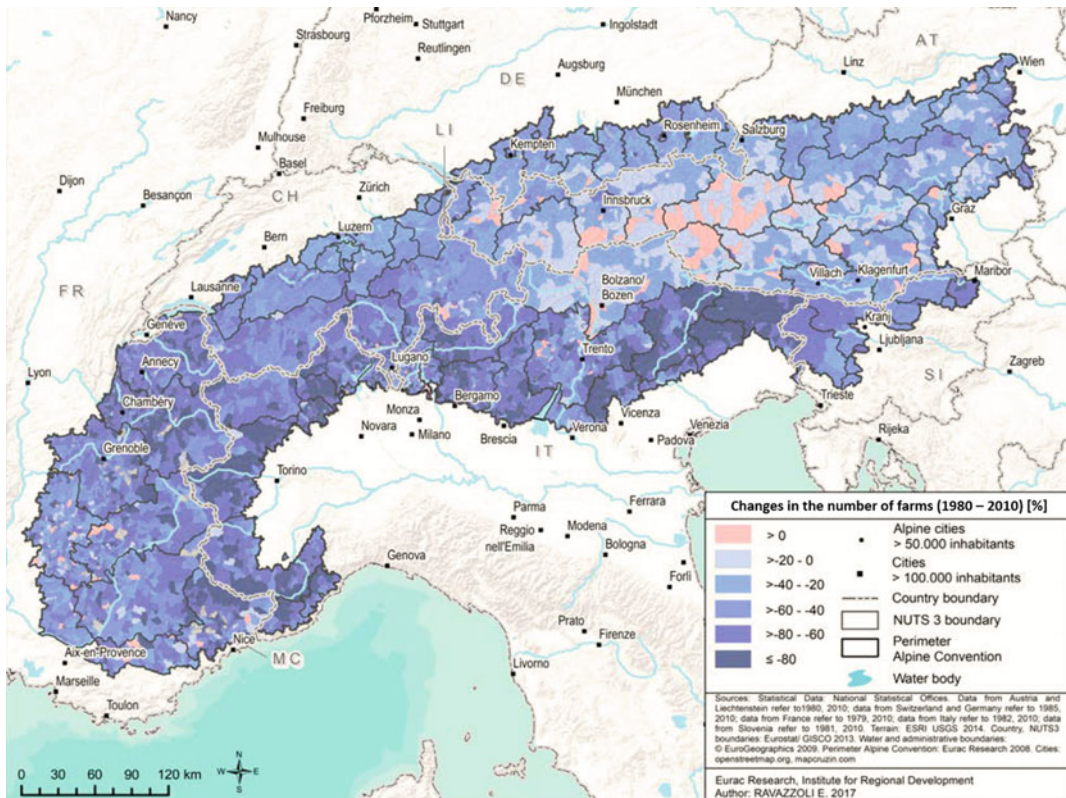 Nancy
Strasbourg
Pforzheim
Stuttgart
Reutlingen
Ingolstadt
AT
Linz
Wien
DE
Augsburg
München
Freiburg
LI
Rosenheim
Salzburg
Mulhouse
Kempten
Basel
Dijon
Besançon
CH
Zürich
Innsbruck
Luzern
Graz
Bern
FR
Lausanne
Bolzano/
Bozen
Villach
Klagenfurt
Maribor
Genève
Kranj
Trento
Ljubljana
Annecy
Lugano
Zagreb
Lyon
SI
Chambéry
Bergamo
Trieste
Monza
Vicenza
Novara
Milano
Brescia
Verona
Padova
Venezia
Rijeka
Grenoble
IT
Torino
Parma
Ferrara
Reggio
nell'Emilia
Modena
Bologna
Genova
Forlì
Prato
Firenze
Nice
MC
Aix-en-Provence
Livorno
Marseille
Toulon
N
W
E
S
0 20 40 60 80 120 km
Changes in the number of farms (1980 – 2010) [%]
> 0
>-20 - 0
>-40 - -20
>-60 - -40
>-80 - -60
≤ -80
Alpine cities
> 50.000 inhabitants
Cities
> 100.000 inhabitants
Country boundary
NUTS 3 boundary
Perimeter
Alpine Convention
Water body
Sources: Statistical Data: National Statistical Offices. Data from Austria and
Liechtenstein refer to1980, 2010; data from Switzerland and Germany refer to 1985,
2010; data from France refer to 1979, 2010; data from Italy refer to 1982, 2010; data
from Slovenia refer to 1981, 2010. Terrain: ESRI USGS 2014. Country, NUTS3
boundaries: Eurostat/ GISCO 2013. Water and administrative boundaries:
© EuroGeographics 2009. Perimeter Alpine Convention: Eurac Research 2008. Cities:
openstreetmap.org, mapcruzin.com
Eurac Research, Institute for Regional Development
Author: RAVAZZOLI E. 2017